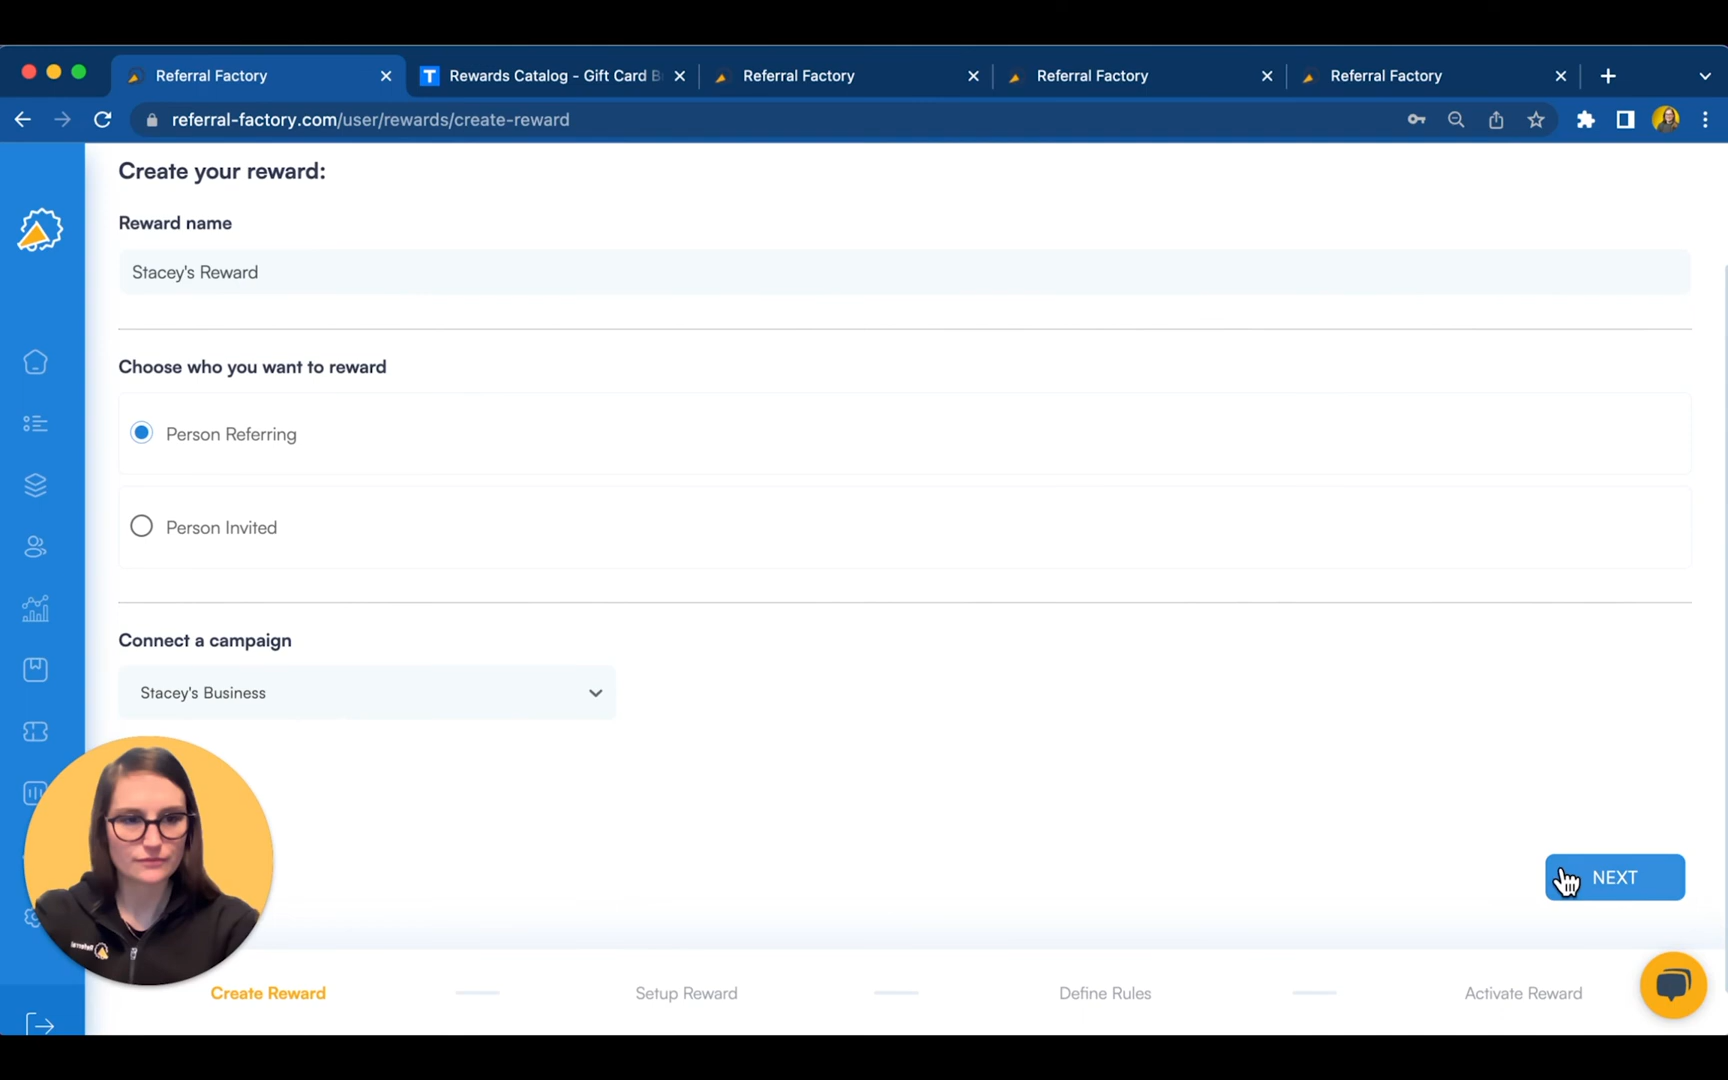 Referral Factory
Rewards Catalog - Gift Card B
Referral Factory
Referral Factory
Referral Factory
referral-factory.com/user/rewards/create-reward
Create your reward:
Reward name
Stacey's Reward
Choose who you want to reward
Person Referring
Person Invited
Connect a campaign
Stacey's Business
NEXT
Create Reward
Setup Reward
Define Rules
Activate Reward